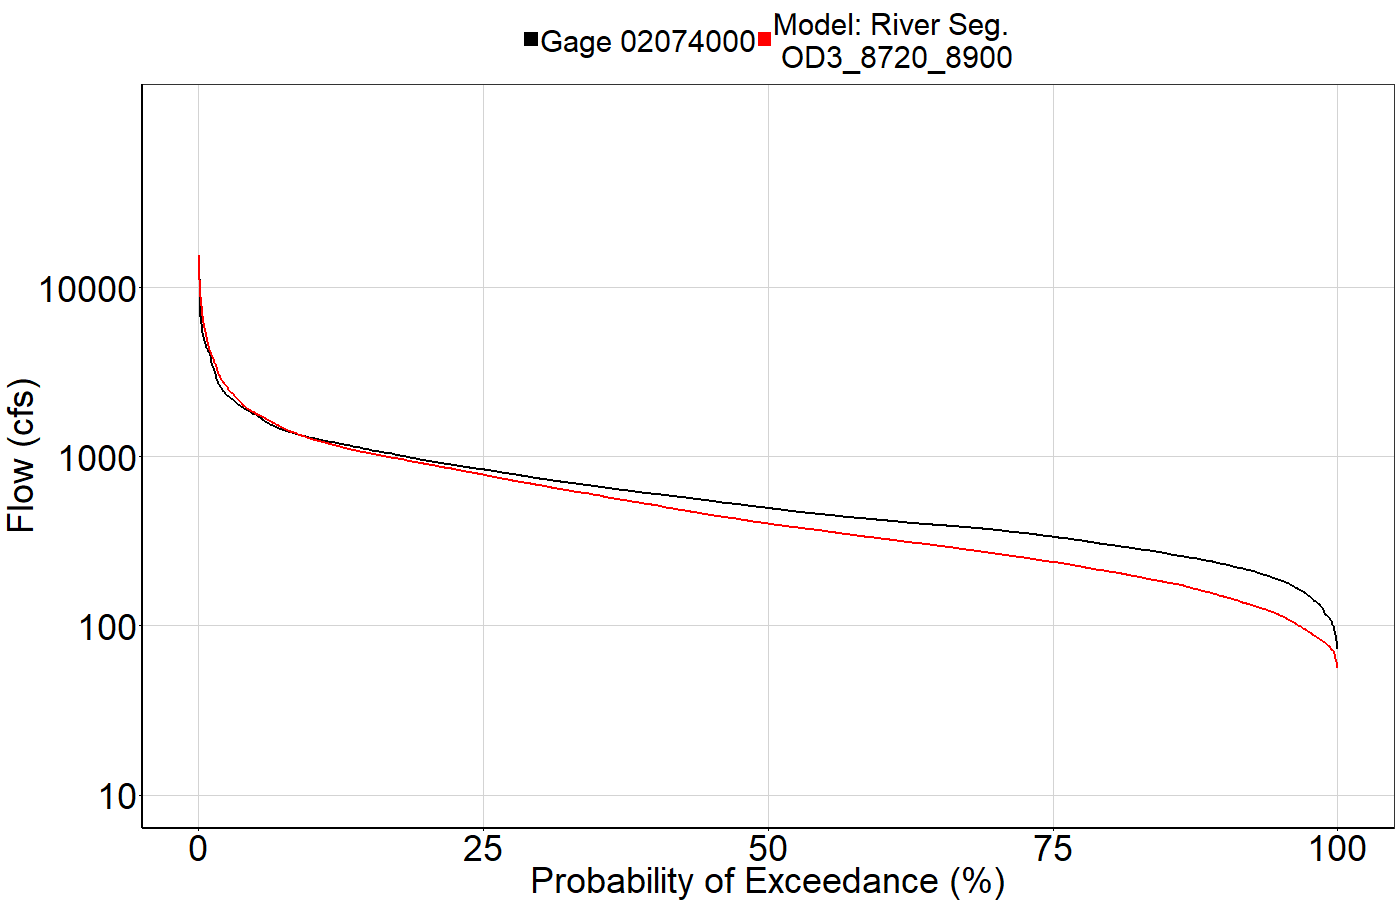 Gage 02074000
Model: River Seg.
OD3_8720_8900
Flow (cfs)
10000
1000
100
10
0 25 50 75 100
Probability of Exceedance (%)